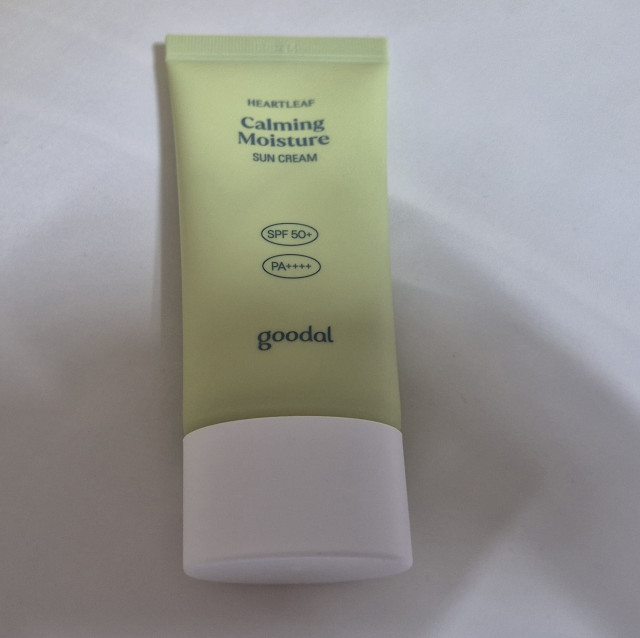 HEARTLEAF
Calming
Moisture
SUN CREAM
SPF 50+
PA++++
goodal